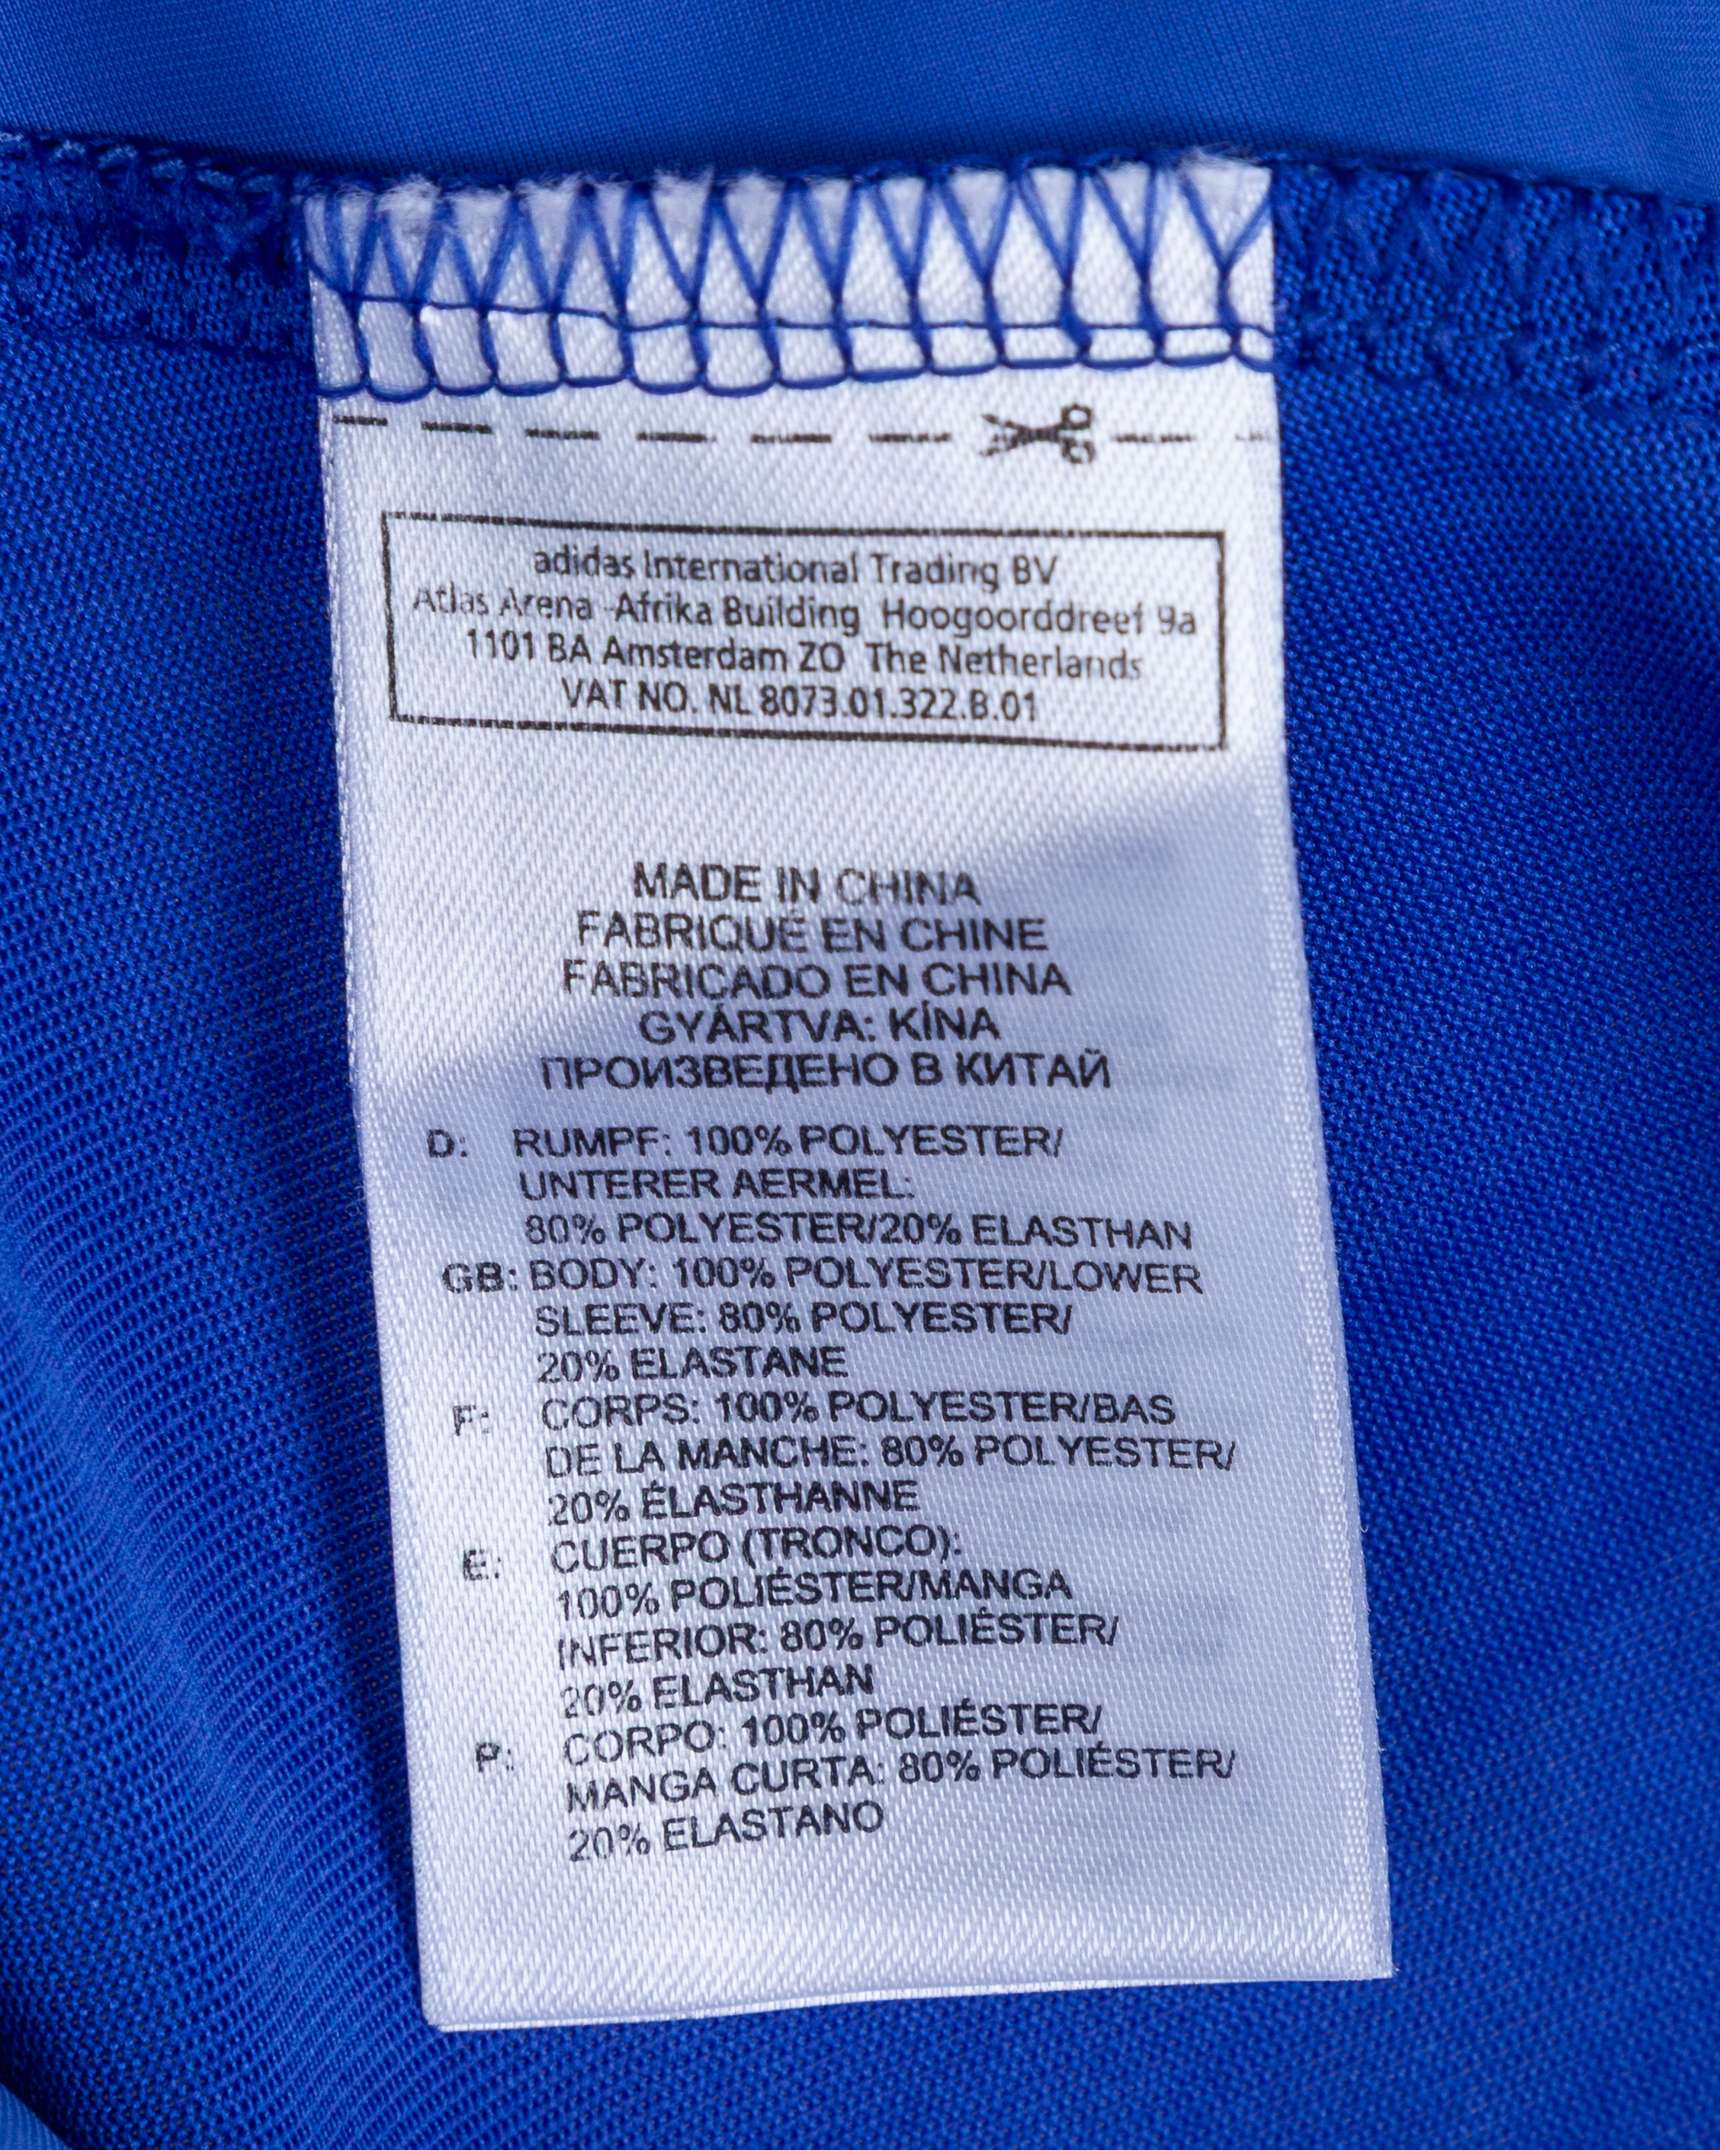 adidas International Trading BV
Atlas Arena Afrika Building Hoogoorddreef 9a
1101 BA Amsterdam ZO The Netherlands
VAT NO. NL 8073.01.322.B.01
MADE IN CHINA
FABRIQUÉ EN CHINE
FABRICADO EN CHINA
GYÁRTVA: KÍNA
ПРОИЗВЕДЕНО В КИТАЙ
D: RUMPF: 100% POLYESTER/
UNTERER AERMEL:
80% POLYESTER/20% ELASTHAN
GB: BODY: 100% POLYESTER/LOWER
SLEEVE: 80% POLYESTER/
20% ELASTANE
F: CORPS: 100% POLYESTER/BAS
DE LA MANCHE: 80% POLYESTER/
20% ÉLASTHANNE
E: CUERPO (TRONCO):
100% POLIÉSTER/MANGA
INFERIOR: 80% POLIÉSTER/
20% ELASTHAN
P: CORPO: 100% POLIÉSTER/
MANGA CURTA: 80% POLIÉSTER/
20% ELASTANO